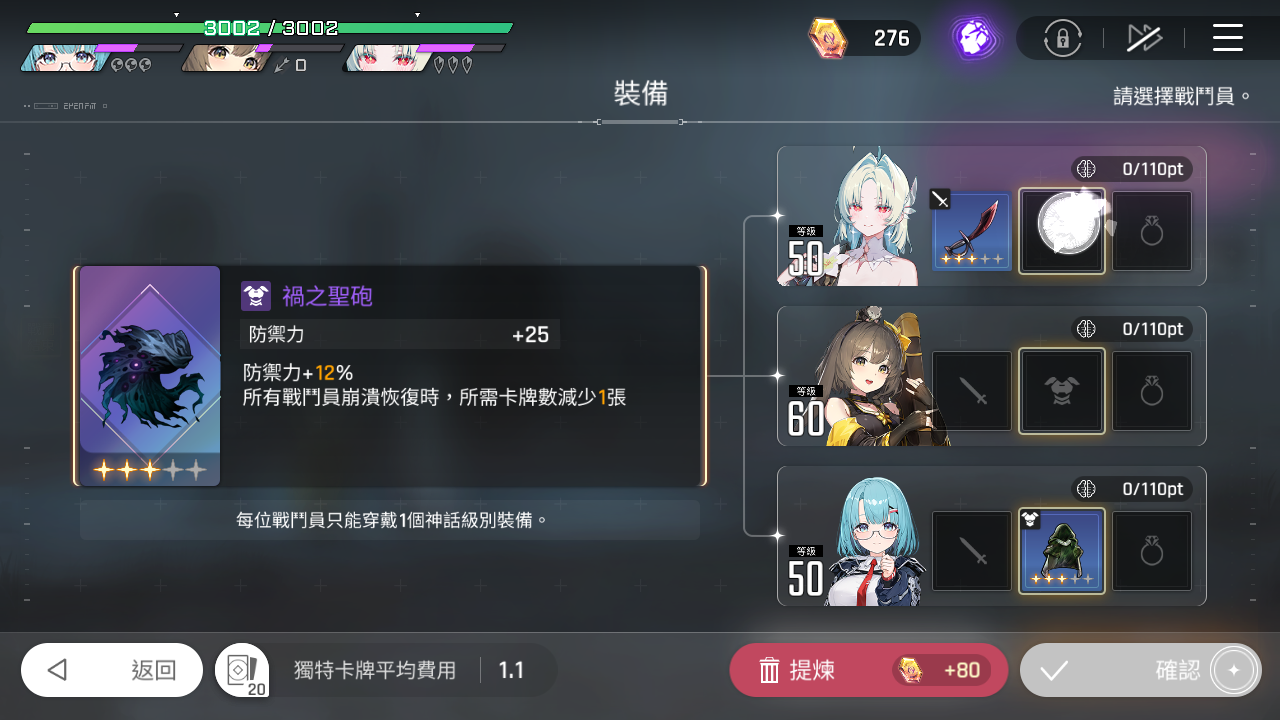 3002 / 3002
276
裝備
請選擇戰鬥員。
0/110pt
等級
50
禍之聖砲
防禦力 +25
防禦力+12%
所有戰鬥員崩潰恢復時，所需卡牌數減少1張
每位戰鬥員只能穿戴1個神話級別裝備。
0/110pt
等級
60
0/110pt
等級
50
返回
20
獨特卡牌平均費用 1.1
提煉 +80
確認